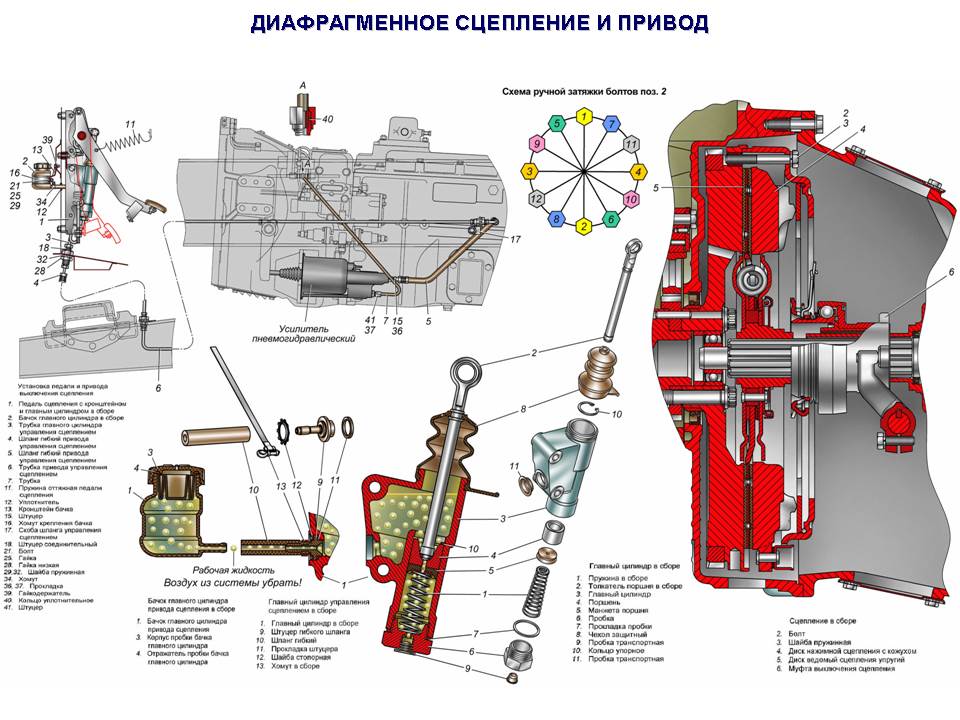 ДИАФРАГМЕННОЕ СЦЕПЛЕНИЕ И ПРИВОД
Схема ручной затяжки болтов поз. 2
А
40
11
39
13
2
16
21
25
29
34
12
1
3
18
32
28
4
6
17
41
37
7
15
36
5
Усилитель
пневмогидравлический
1
7
11
4
10
6
2
8
12
3
9
5
2
3
4
5
6
Установка педали и привода
выключения сцепления
1. Педаль сцепления с кронштейном
и главным цилиндром в сборе
2. Бачок главного цилиндра в сборе
3. Трубка главного цилиндра
управления сцеплением
4. Шланг гибкий привода
управления сцеплением
5. Шланг гибкий привода
управления сцеплением
6. Трубка привода управления
сцеплением
7. Трубка
11. Пружина оттяжная педали
сцепления
12. Уплотнитель
13. Кронштейн бачка
15. Штуцер
16. Хомут крепления бачка
17. Скоба шланга управления
сцеплением
18. Штуцер соединительный
21. Болт
25. Гайка
28. Гайка низкая
29,32. Шайба пружинная
34. Хомут
36, 37. Прокладка
39. Гайкодержатель
40. Кольцо уплотнительное
41. Штуцер
3
4
1
10
13
12
9
11
1
Рабочая жидкость
Воздух из системы убрать!
Бачок главного цилиндра
привода сцепления в сборе
1. Бачок главного цилиндра
привода сцепления
3. Корпус пробки бачка
главного цилиндра
4. Отражатель пробки бачка
главного цилиндра
Главный цилиндр управления
сцеплением в сборе
1. Главный цилиндр в сборе
9. Штуцер гибкого шланга
10. Шланг гибкий
11. Прокладка штуцера
12. Шайба стопорная
13. Хомут в сборе
2
8
10
11
3
10
4
5
1
7
6
9
Главный цилиндр в сборе
1. Пружина в сборе
2. Толкатель поршня в сборе
3. Главный цилиндр
4. Поршень
5. Манжета поршня
6. Пробка
7. Прокладка пробки
8. Чехол защитный
9. Пробка транспортная
10. Кольцо упорное
11. Пробка транспортная
Сцепление в сборе
2. Болт
3. Шайба пружинная
4. Диск нажимной сцепления с кожухом
5. Диск ведомый сцепления упругий
6. Муфта выключения сцепления